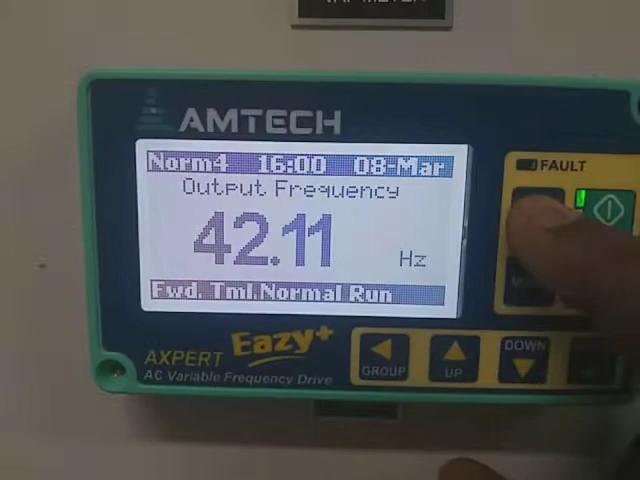 AMTECH
Norm4 16:00 08-Mar
Output Frequency
42.11 Hz
Fwd. Tml.Normal Run
FAULT
AXPERT Eazy+
AC Variable Frequency Drive
GROUP
UP
DOWN